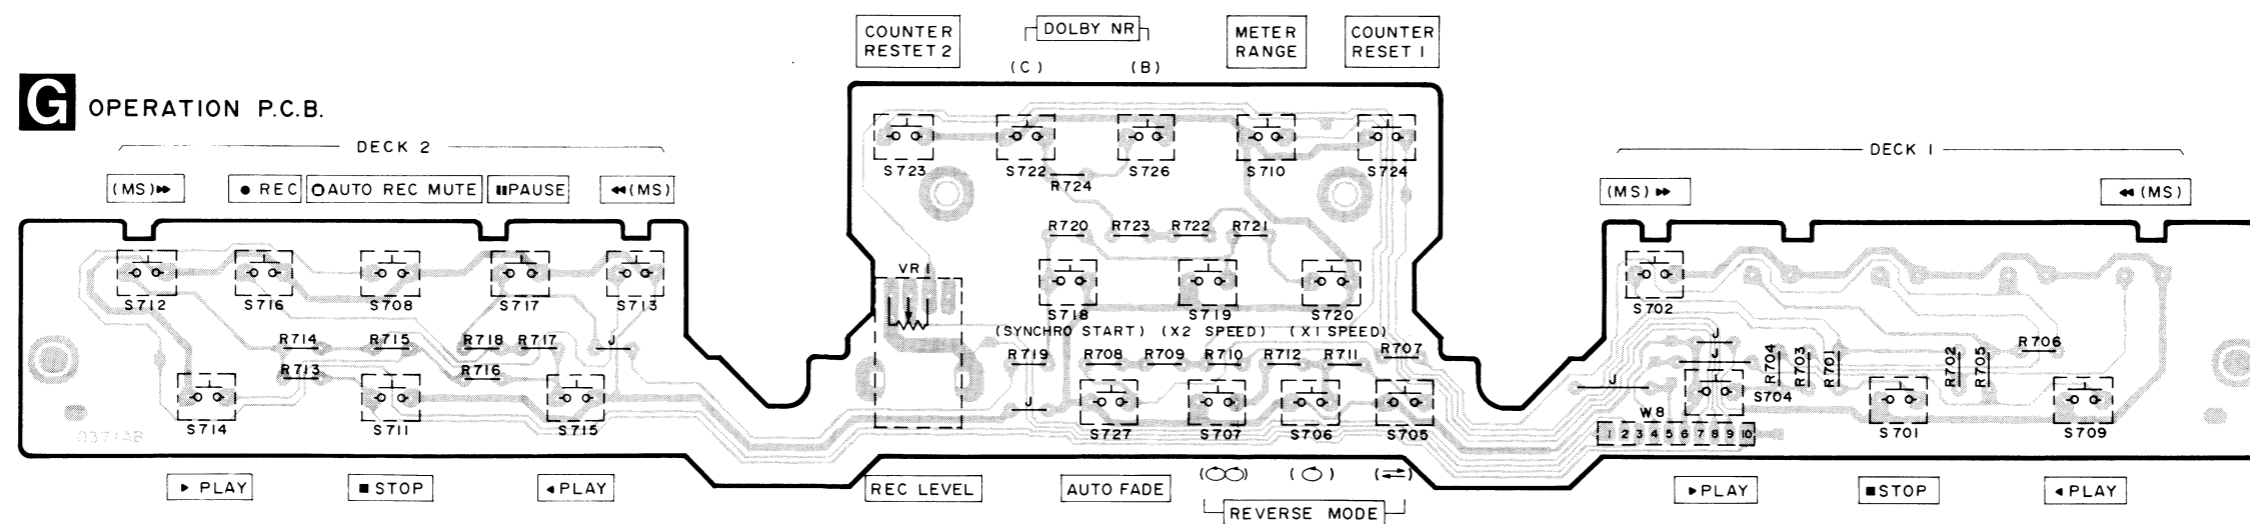 COUNTER
RESTET 2
DOLBY NR
(C) (B)
METER
RANGE
COUNTER
RESET 1
G OPERATION P.C.B.
DECK 2
DECK 1
(MS)▶▶ ● REC AUTO REC MUTE ▮▮PAUSE ◀◀(MS)
(MS)▶▶ ◀◀(MS)
S723 S722 S726 S710 S724
R724
R720 R723 R722 R721
VR1
S712 S716 S708 S717 S713
S718 S719 S720
S702
(SYNCHRO START) (X2 SPEED) (X1 SPEED)
R714 R715 R718 R717 J
R713 R716
R719 R708 R709 R710 R712 R711 R707
J
J
J
R704 R703 R701 R702 R705 R706
J
W8
S704
S714 S711 S715
S727 S707 S706 S705
1 2 3 4 5 6 7 8 9 10
S701 S709
0371AB
▶ PLAY ■ STOP ◀ PLAY
REC LEVEL AUTO FADE
( ) ( ) (⇄)
REVERSE MODE
▶PLAY ■STOP ◀PLAY